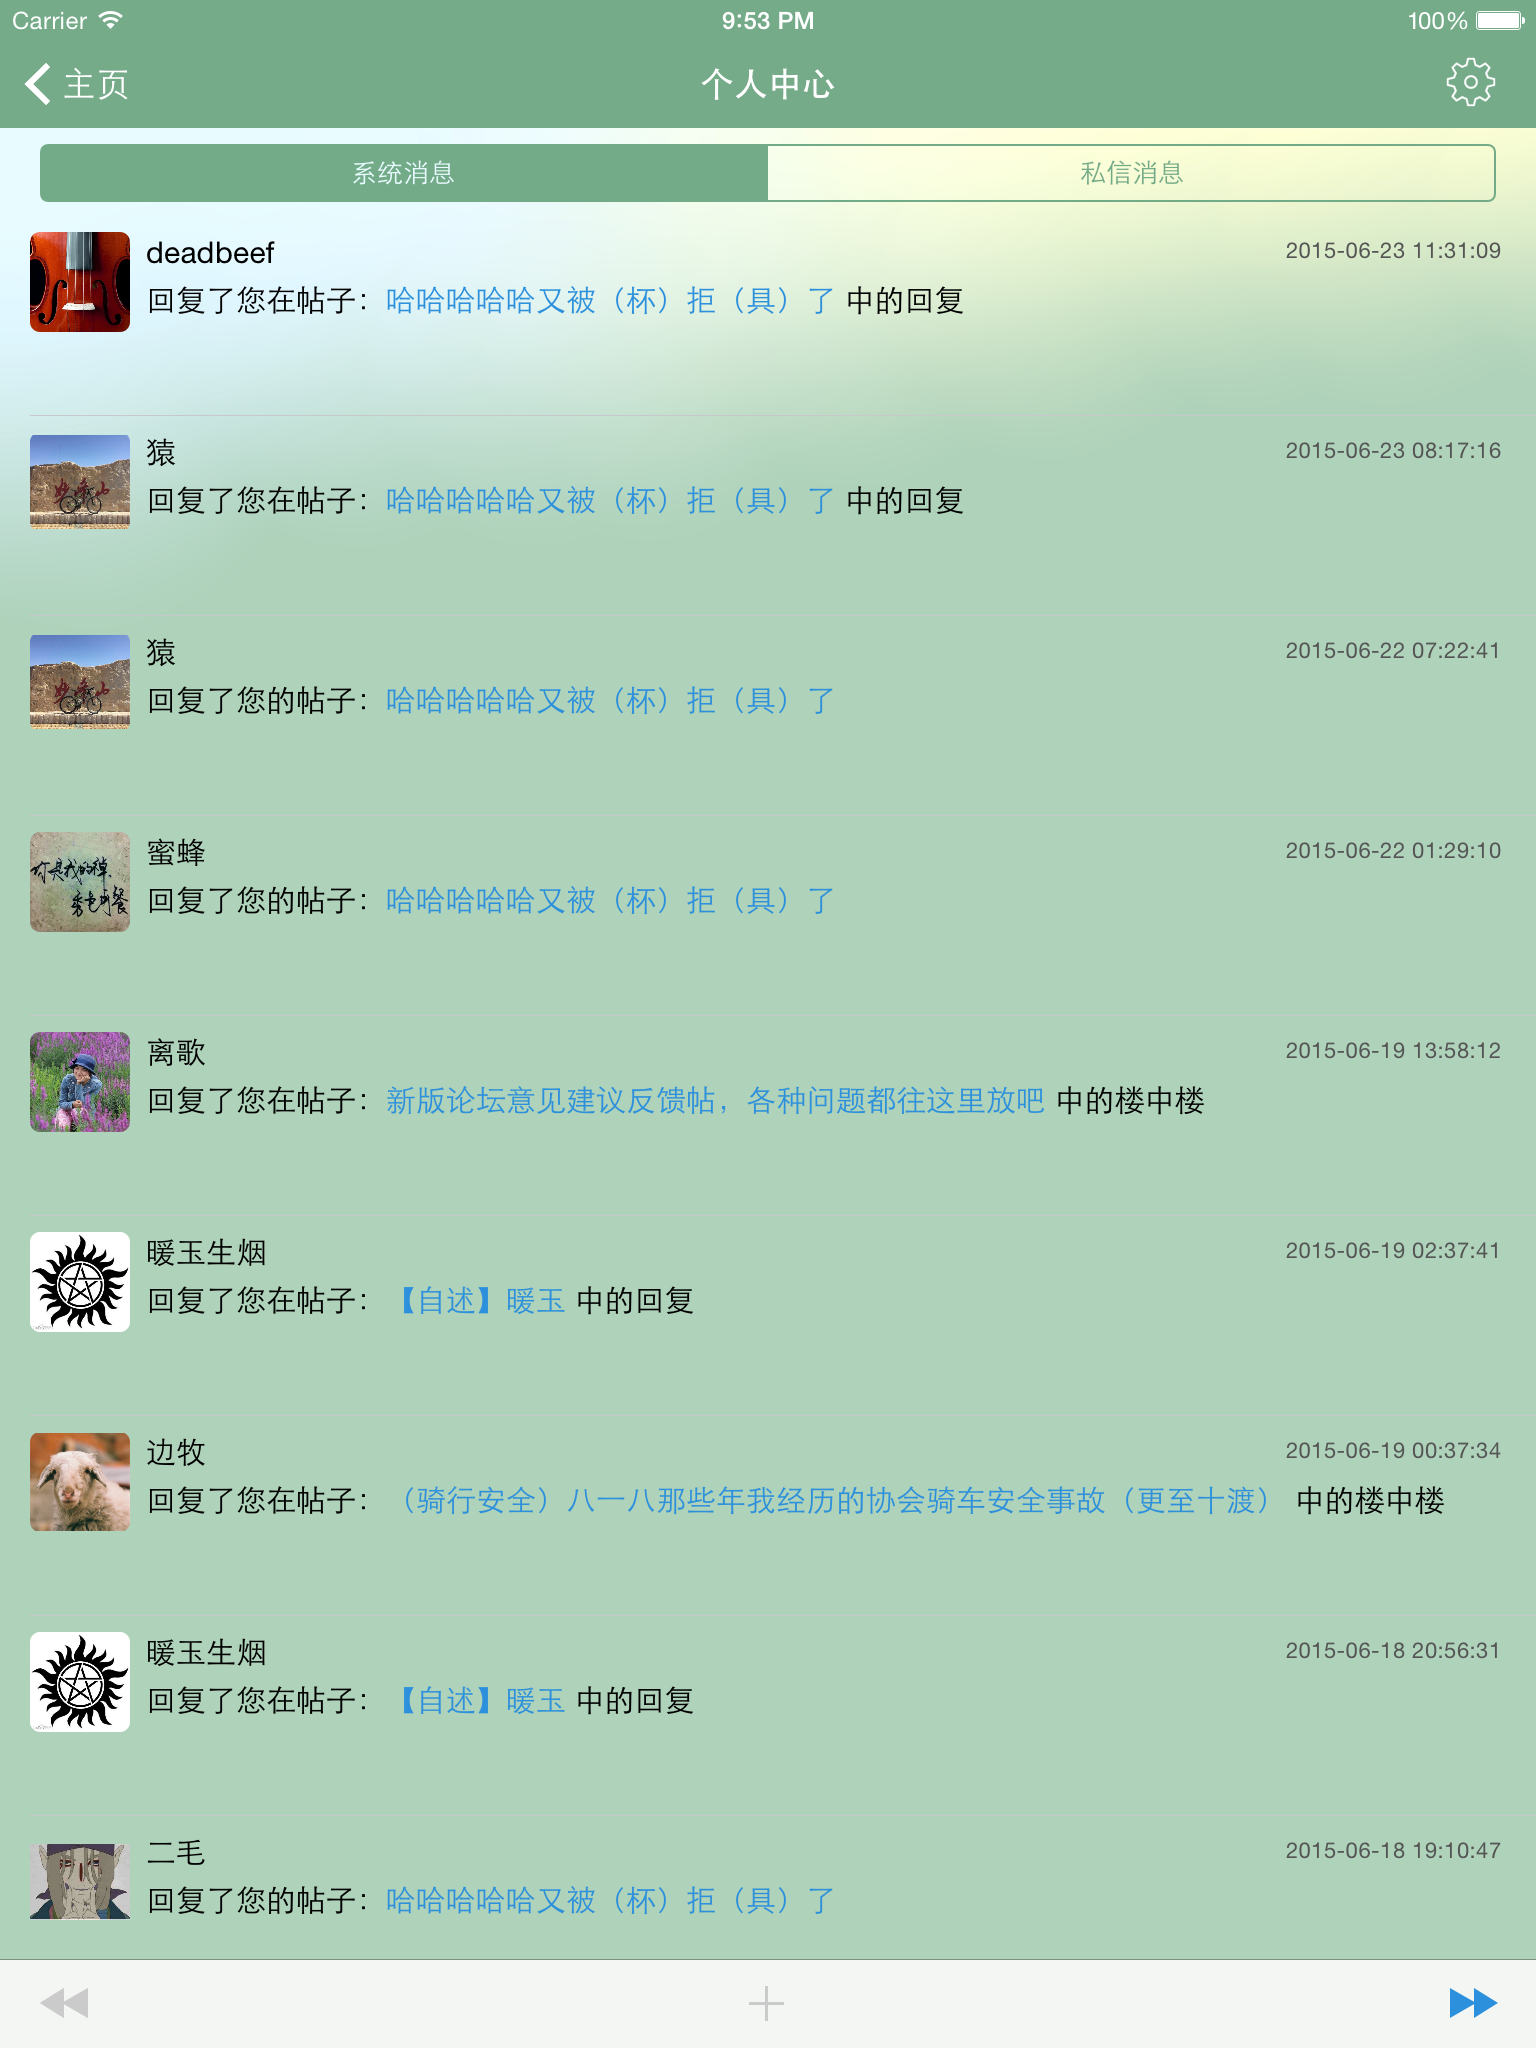 Carrier 9:53 PM 100%
主页 个人中心
系统消息 私信消息
deadbeef 2015-06-23 11:31:09
回复了您在帖子：哈哈哈哈哈又被（杯）拒（具）了 中的回复
猿 2015-06-23 08:17:16
回复了您在帖子：哈哈哈哈哈又被（杯）拒（具）了 中的回复
猿 2015-06-22 07:22:41
回复了您的帖子：哈哈哈哈哈又被（杯）拒（具）了
蜜蜂 2015-06-22 01:29:10
回复了您的帖子：哈哈哈哈哈又被（杯）拒（具）了
离歌 2015-06-19 13:58:12
回复了您在帖子：新版论坛意见建议反馈帖，各种问题都往这里放吧 中的楼中楼
暖玉生烟 2015-06-19 02:37:41
回复了您在帖子：【自述】暖玉 中的回复
边牧 2015-06-19 00:37:34
回复了您在帖子：（骑行安全）八一八那些年我经历的协会骑车安全事故（更至十渡） 中的楼中楼
暖玉生烟 2015-06-18 20:56:31
回复了您在帖子：【自述】暖玉 中的回复
二毛 2015-06-18 19:10:47
回复了您的帖子：哈哈哈哈哈又被（杯）拒（具）了